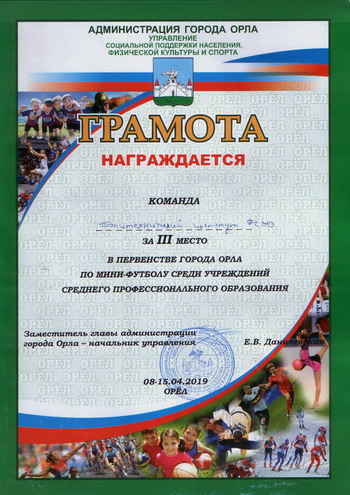 АДМИНИСТРАЦИЯ ГОРОДА ОРЛА
УПРАВЛЕНИЕ
СОЦИАЛЬНОЙ ПОДДЕРЖКИ НАСЕЛЕНИЯ,
ФИЗИЧЕСКОЙ КУЛЬТУРЫ И СПОРТА
ГРАМОТА
НАГРАЖДАЕТСЯ
КОМАНДА
Политехнический институт
ЗА III МЕСТО
В ПЕРВЕНСТВЕ ГОРОДА ОРЛА
ПО МИНИ-ФУТБОЛУ СРЕДИ УЧРЕЖДЕНИЙ
СРЕДНЕГО ПРОФЕССИОНАЛЬНОГО ОБРАЗОВАНИЯ
Заместитель главы администрации
города Орла – начальник управления Е.В. Данилевская
08-15.04.2019
ОРЁЛ